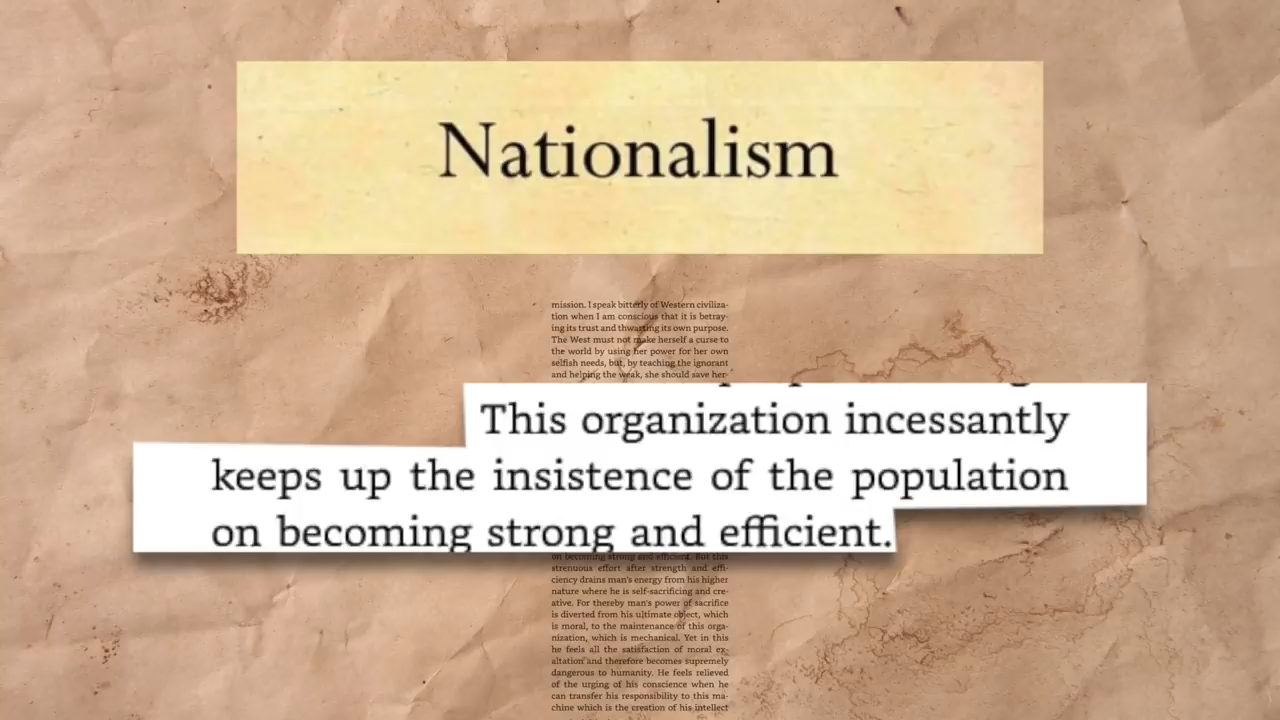 Nationalism
mission. I speak bitterly of Western civiliza-
tion when I am conscious that it is betray-
ing its trust and thwarting its own purpose.
The West must not make herself a curse to
the world by using her power for her own
selfish needs, but, by teaching the ignorant
and helping the weak, she should save her-
This organization incessantly
keeps up the insistence of the population
on becoming strong and efficient.
on becoming strong and efficient. But this
strenuous effort after strength and effi-
ciency drains man's energy from his higher
nature where he is self-sacrificing and cre-
ative. For thereby man's power of sacrifice
is diverted from his ultimate object, which
is moral, to the maintenance of this orga-
nization, which is mechanical. Yet in this
he feels all the satisfaction of moral ex-
altation and therefore becomes supremely
dangerous to humanity. He feels relieved
of the urging of his conscience when he
can transfer his responsibility to this ma-
chine which is the creation of his intellect